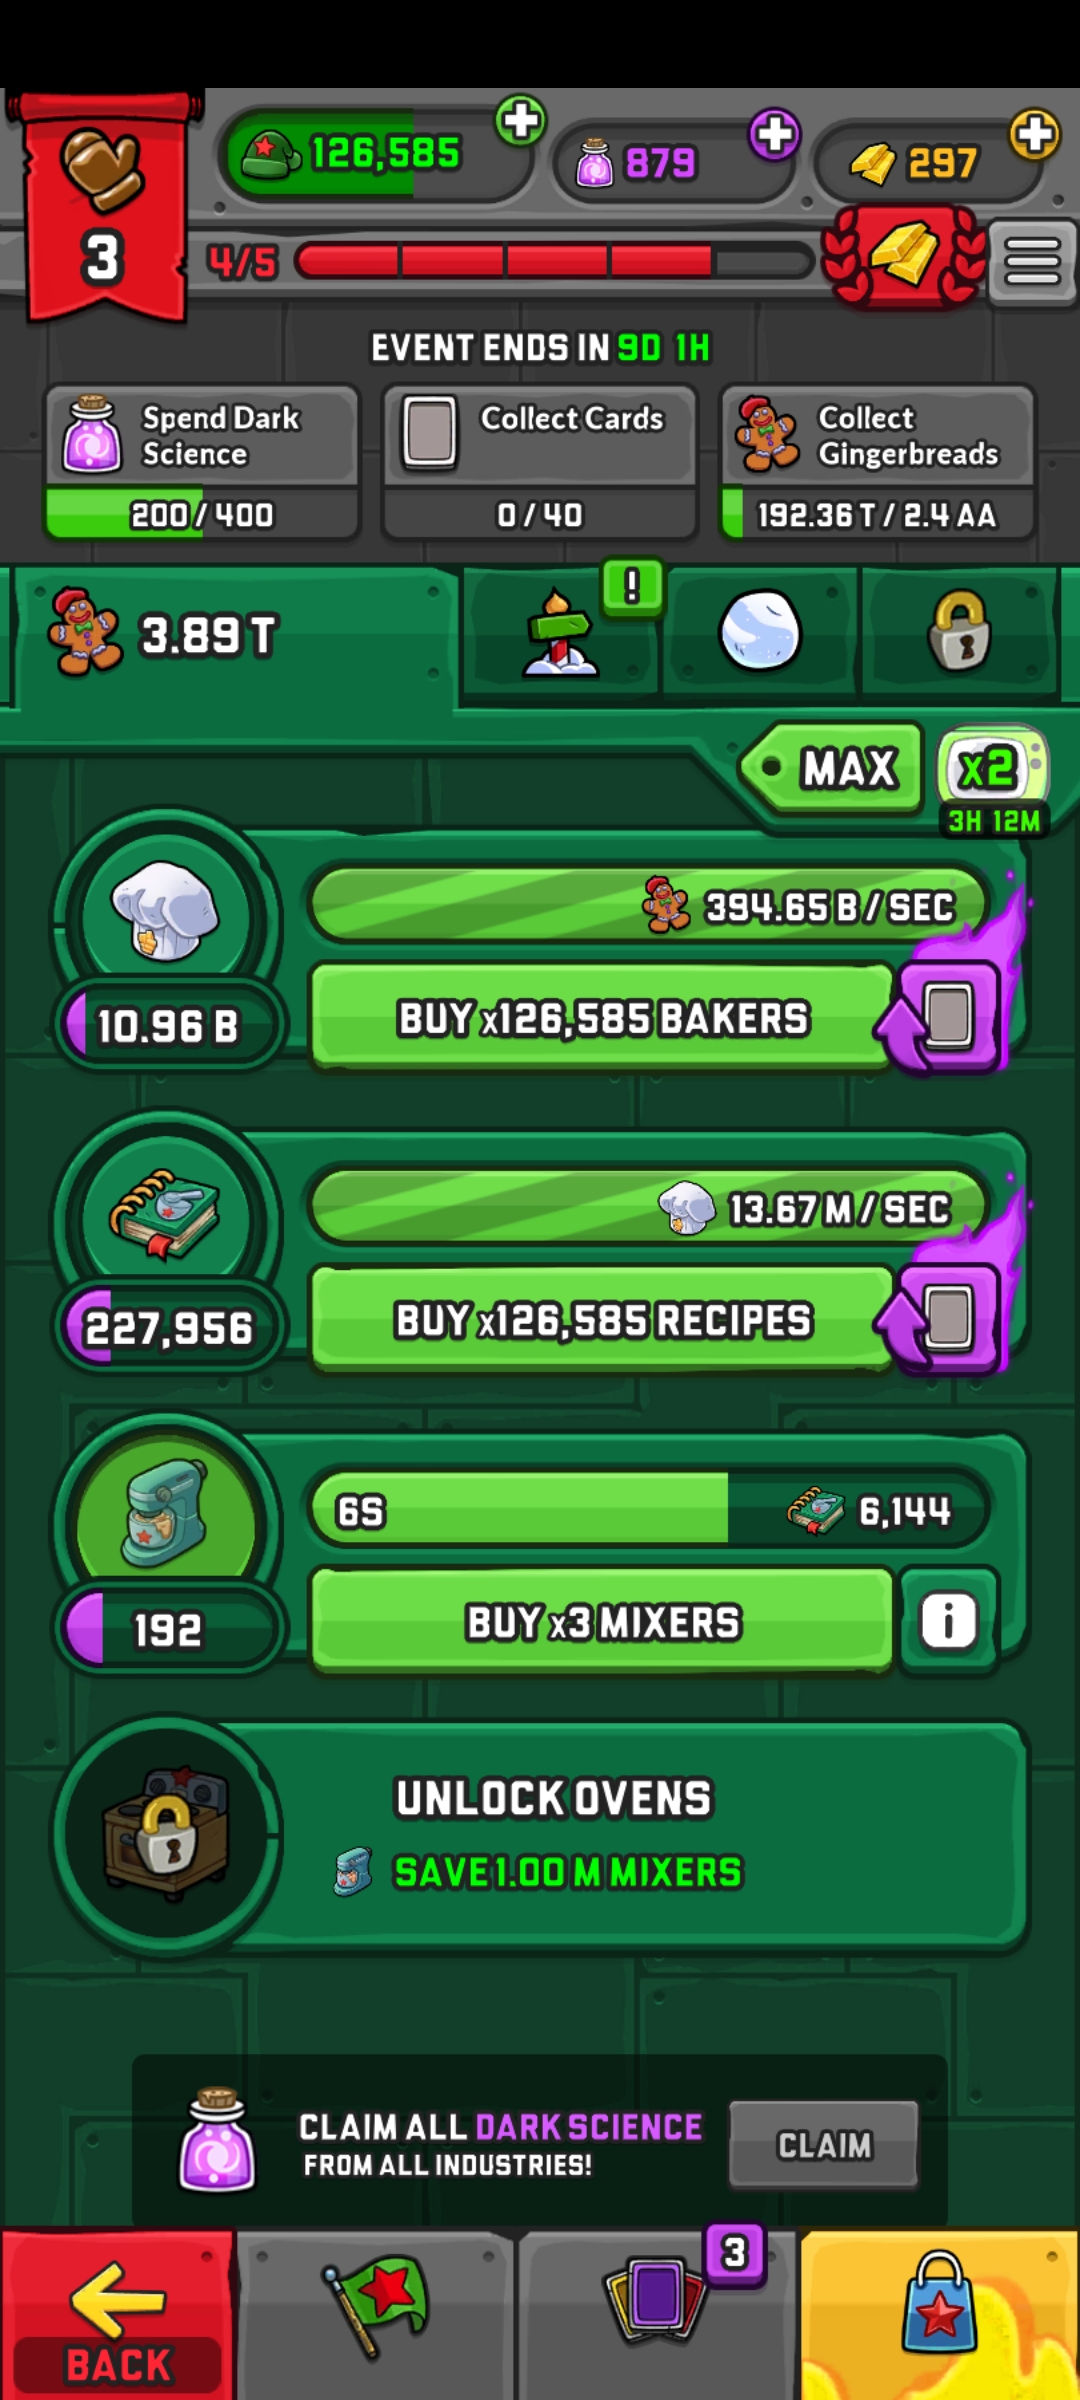 126,585
879
297
3
4/5
EVENT ENDS IN 9D 1H
Spend Dark Science
200 / 400
Collect Cards
0 / 40
Collect Gingerbreads
192.36 T / 2.4 AA
3.89 T
!
MAX
x2
3H 12M
394.65 B / SEC
10.96 B
BUY x126,585 BAKERS
13.67 M / SEC
227,956
BUY x126,585 RECIPES
6S
6,144
192
BUY x3 MIXERS
i
UNLOCK OVENS
SAVE 1.00 M MIXERS
CLAIM ALL DARK SCIENCE
FROM ALL INDUSTRIES!
CLAIM
3
BACK